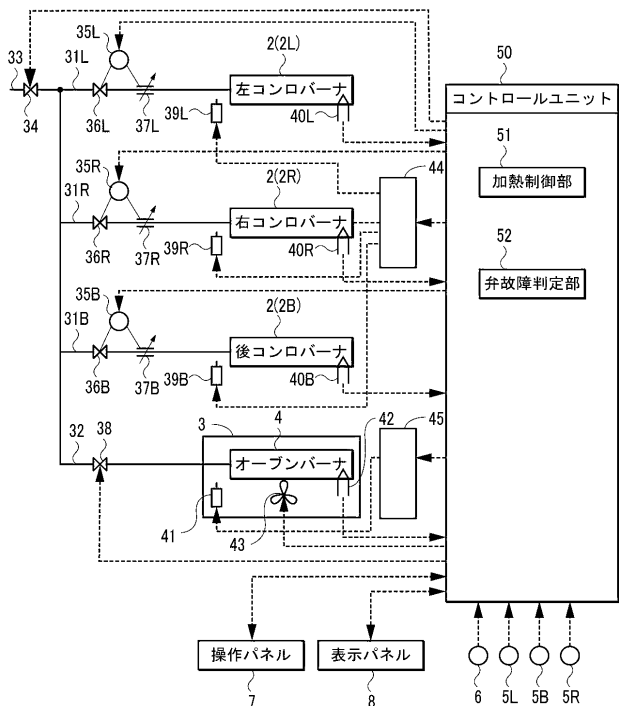 35L
33
31L
2(2L)
50
左コンロバーナ
コントロールユニット
34
36L
37L
39L
40L
51
35R
44
加熱制御部
2(2R)
31R
右コンロバーナ
52
36R
37R
39R
40R
弁故障判定部
35B
2(2B)
31B
後コンロバーナ
36B
37B
39B
40B
42
45
3
4
32
38
オーブンバーナ
41
43
操作パネル
表示パネル
7
8
6
5L
5B
5R